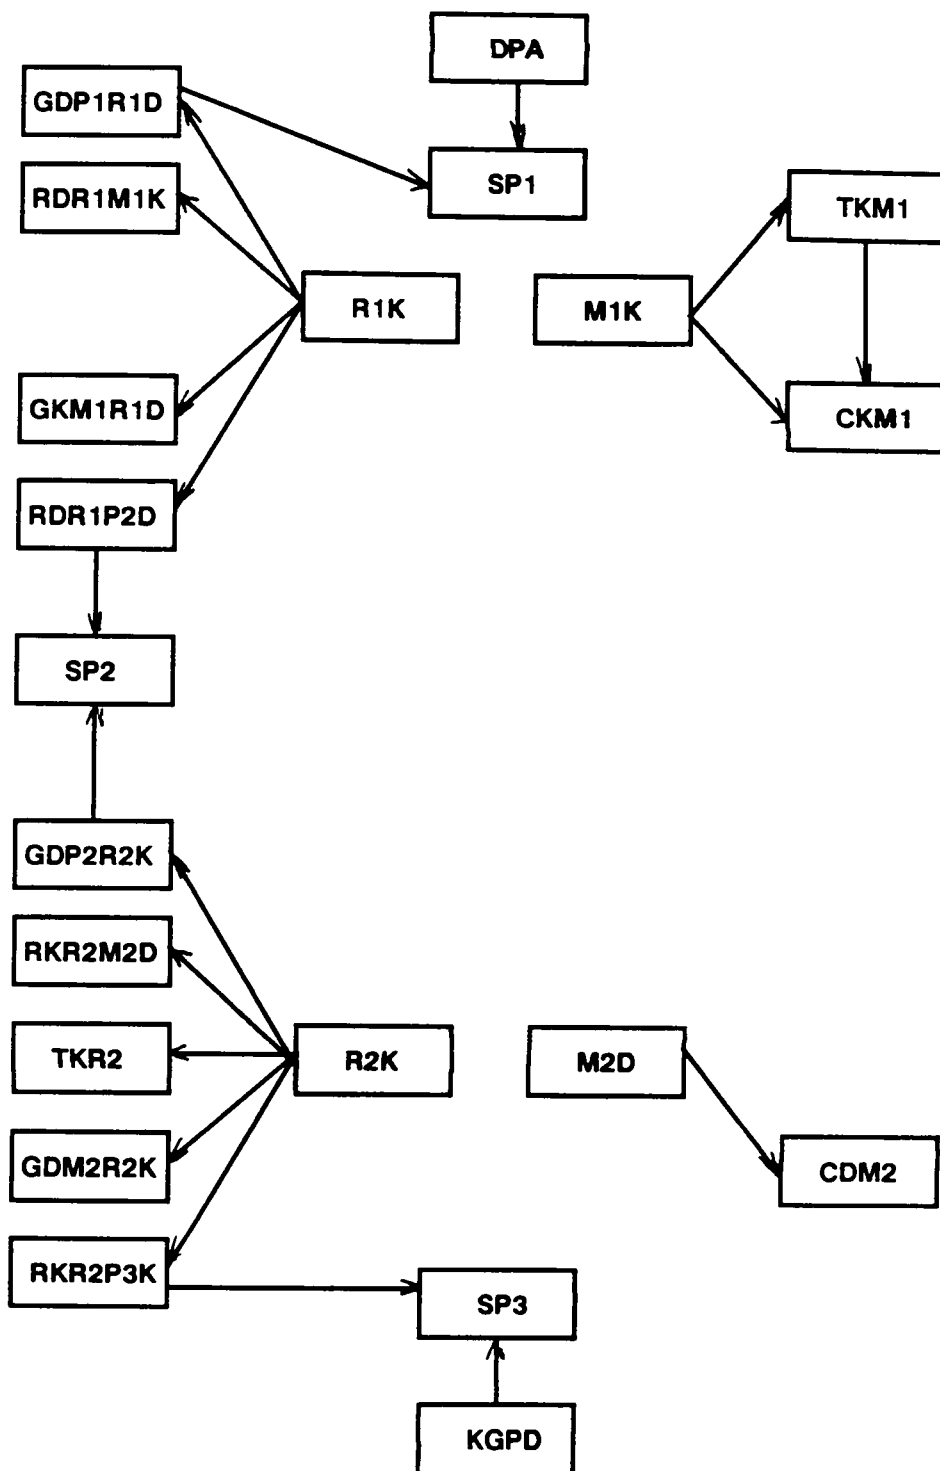 DPA
GDP1R1D
SP1
RDR1M1K
TKM1
R1K
M1K
GKM1R1D
CKM1
RDR1P2D
SP2
GDP2R2K
RKR2M2D
TKR2
R2K
M2D
GDM2R2K
CDM2
RKR2P3K
SP3
KGPD